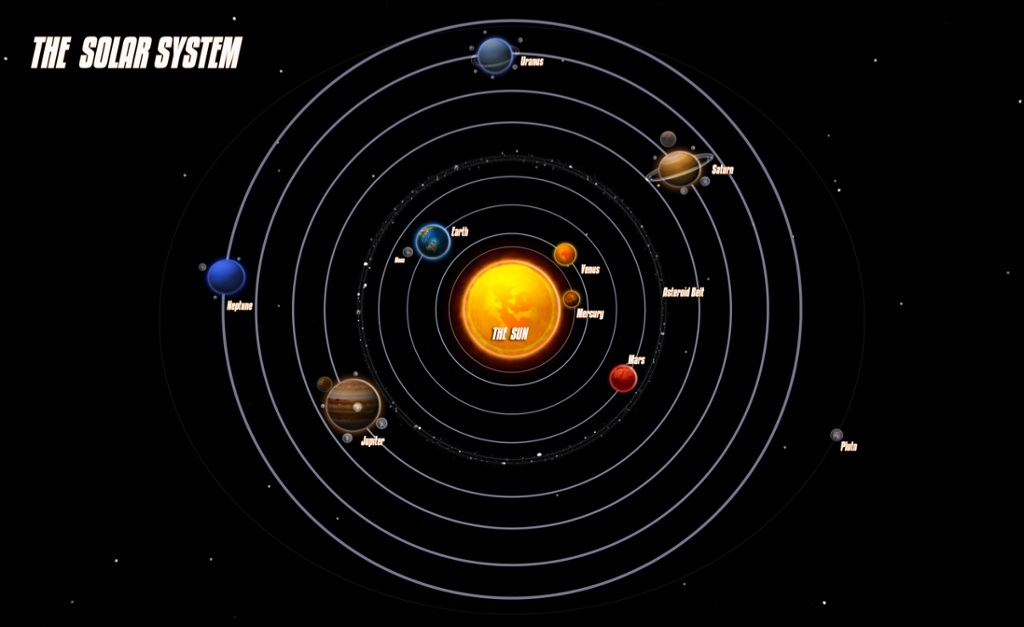 THE SOLAR SYSTEM
Uranus
Saturn
Earth
Moon
Venus
Asteroid Belt
Neptune
Mercury
THE SUN
Mars
Jupiter
Pluto